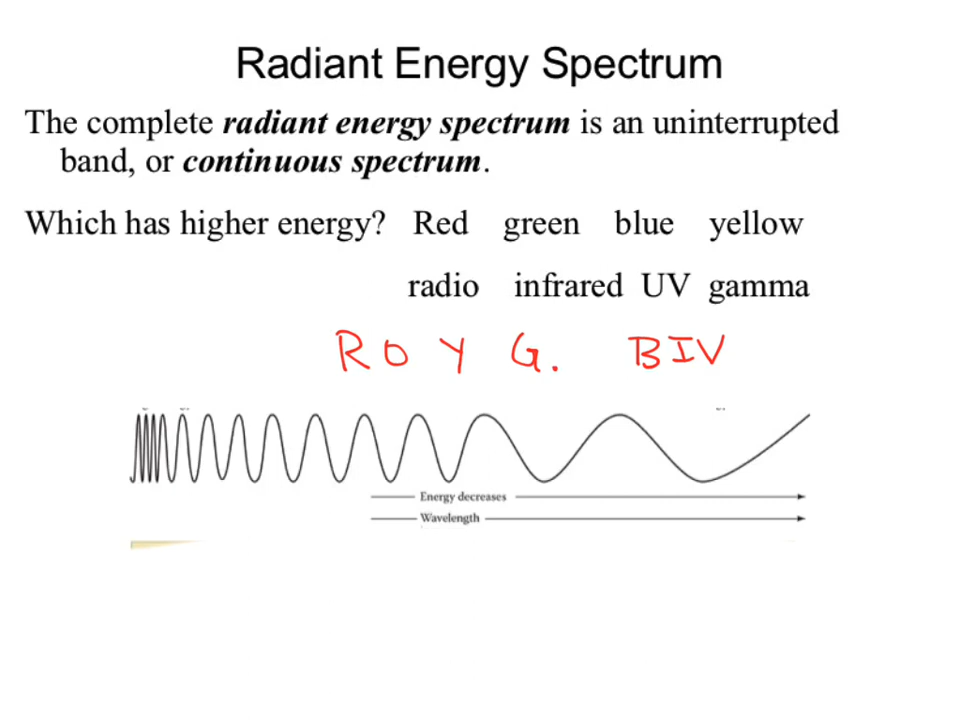 Radiant Energy Spectrum
The complete radiant energy spectrum is an uninterrupted
band, or continuous spectrum.
Which has higher energy? Red green blue yellow
radio infrared UV gamma
R O Y G. BIV
Energy decreases
Wavelength